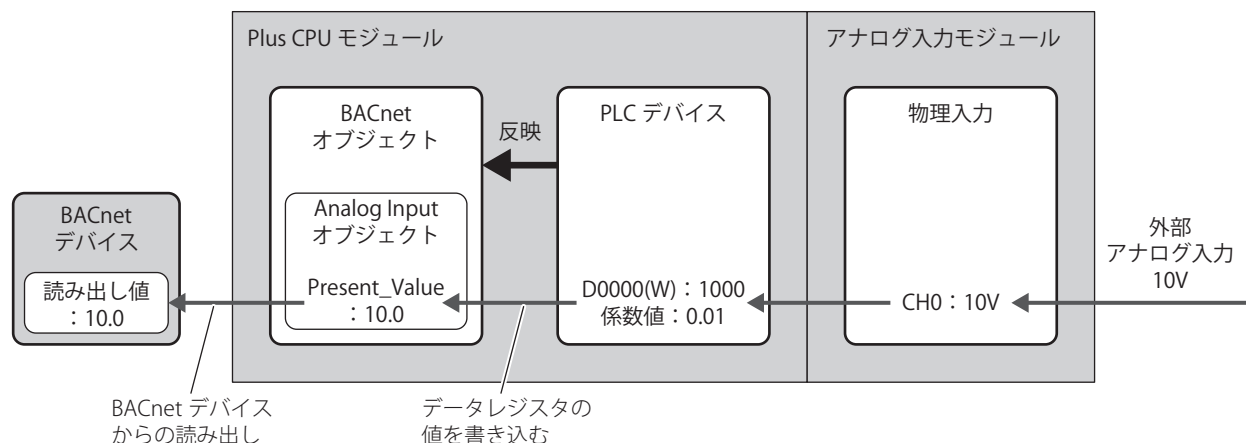 Plus CPU モジュール
アナログ入力モジュール
BACnet
オブジェクト
反映
PLC デバイス
物理入力
BACnet
デバイス
Analog Input
オブジェクト
外部
アナログ入力
10V
読み出し値
：10.0
Present_Value
：10.0
D0000(W)：1000
係数値：0.01
CH0：10V
BACnet デバイス
からの読み出し
データレジスタの
値を書き込む